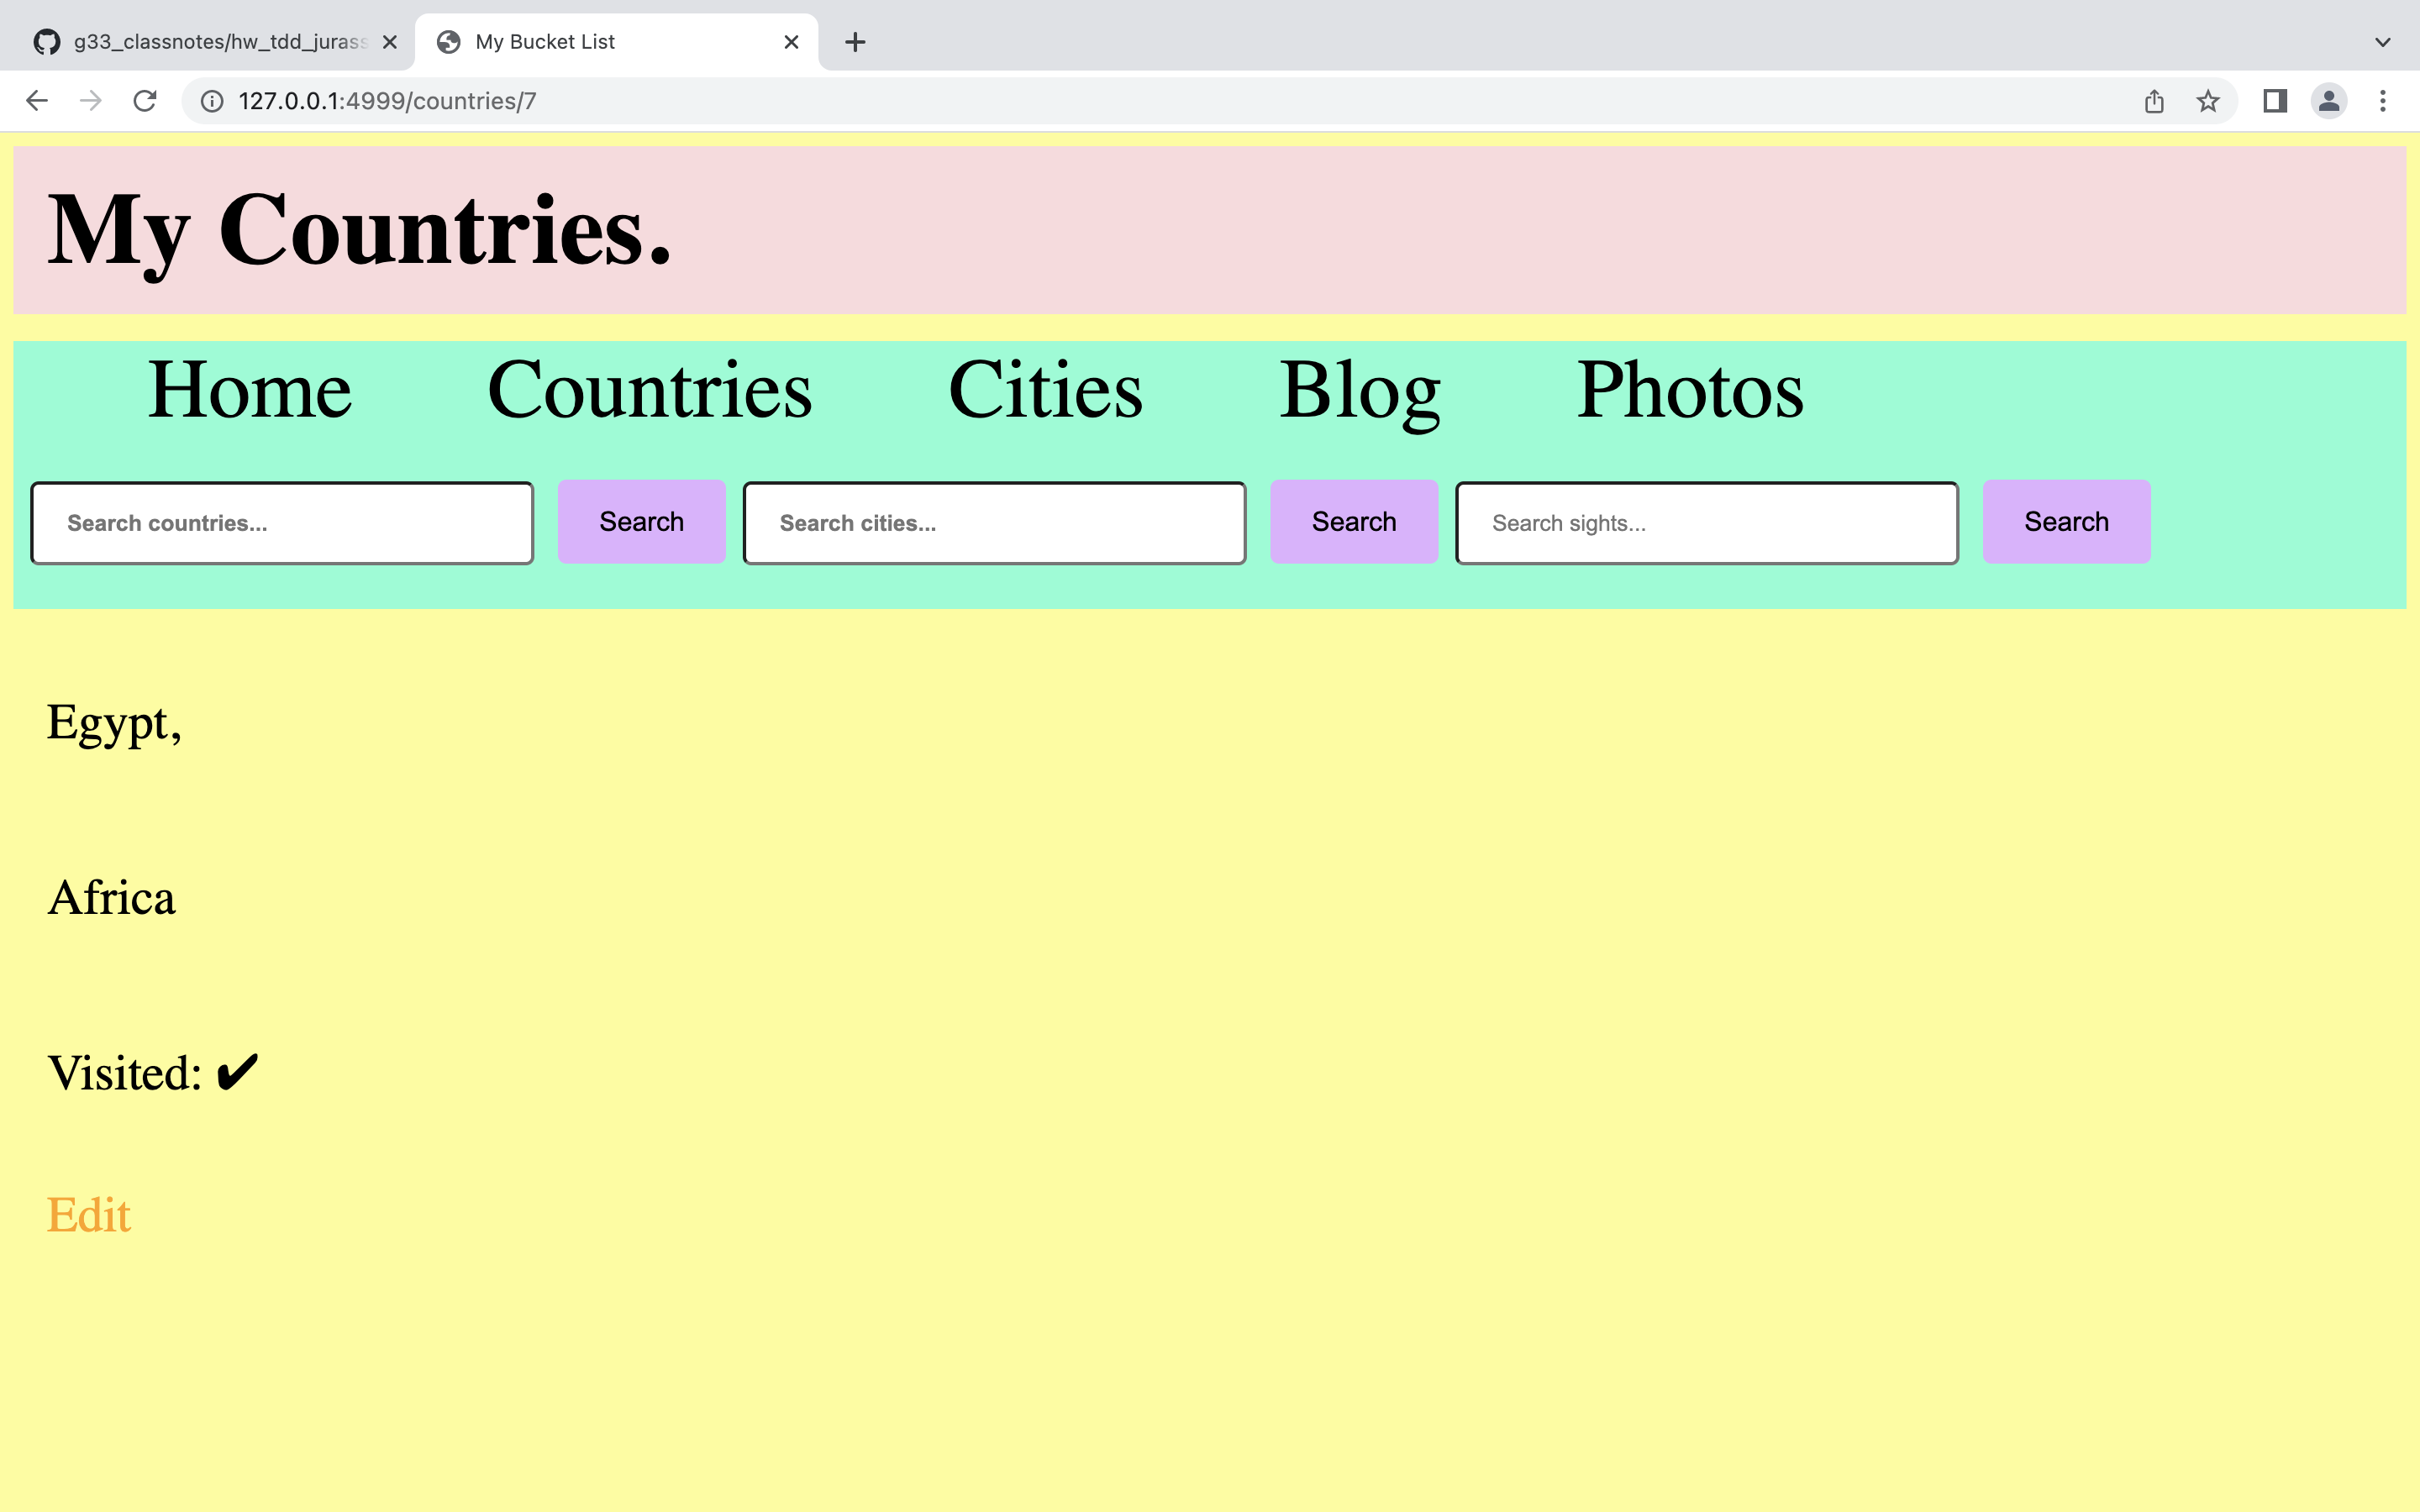 g33_classnotes/hw_tdd_jurass
My Bucket List
127.0.0.1:4999/countries/7
My Countries.
Home Countries Cities Blog Photos
Search countries... Search Search cities... Search Search sights... Search
Egypt,
Africa
Visited: ✔
Edit